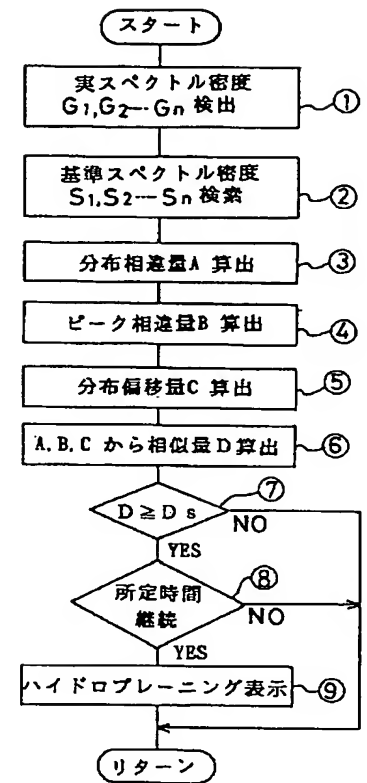 スタート
実スペクトル密度
G1,G2--Gn 検出
①
基準スペクトル密度
S1,S2--Sn 検索
②
分布相違量A 算出
③
ピーク相違量B 算出
④
分布偏移量C 算出
⑤
A,B,C から相似量D算出
⑥
⑦
D≧Ds
NO
YES
⑧
所定時間
継続
NO
YES
ハイドロプレーニング表示
⑨
リターン